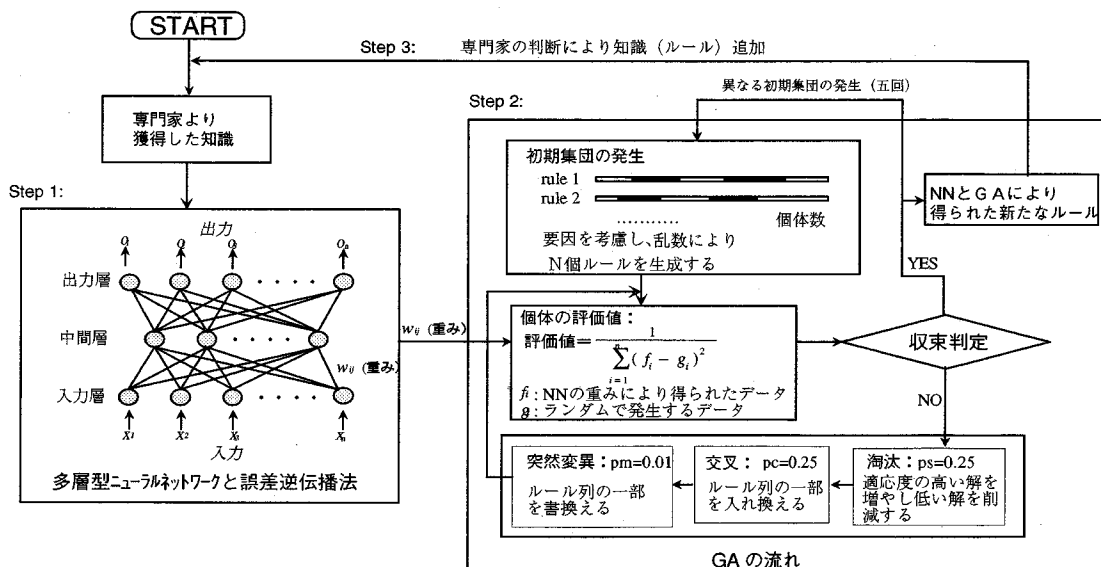 START
Step 3: 専門家の判断により知識(ルール)追加
異なる初期集団の発生(五回)
Step 2:
専門家より
獲得した知識
Step 1:
出力
O1 O2 O3 On
出力層
中間層
入力層
wij (重み)
X1 X2 X3 Xn
入力
多層型ニューラルネットワークと誤差逆伝播法
wij (重み)
初期集団の発生
rule 1
rule 2
・・・・・・・・・・・ 個体数
要因を考慮し、乱数により
N個ルールを生成する
個体の評価値:
評価値=1/Σ(fi − gi)²
i=1
fi:NNの重みにより得られたデータ
g:ランダムで発生するデータ
収束判定
YES
NO
NNとGAにより
得られた新たなルール
突然変異:pm=0.01
ルール列の一部
を書換える
交叉:pc=0.25
ルール列の一部
を入れ換える
淘汰:ps=0.25
適応度の高い解を
増やし低い解を削
減する
GA の流れ